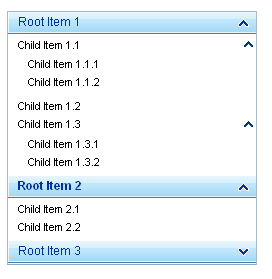 Root Item 1
Child Item 1.1
Child Item 1.1.1
Child Item 1.1.2
Child Item 1.2
Child Item 1.3
Child Item 1.3.1
Child Item 1.3.2
Root Item 2
Child Item 2.1
Child Item 2.2
Root Item 3